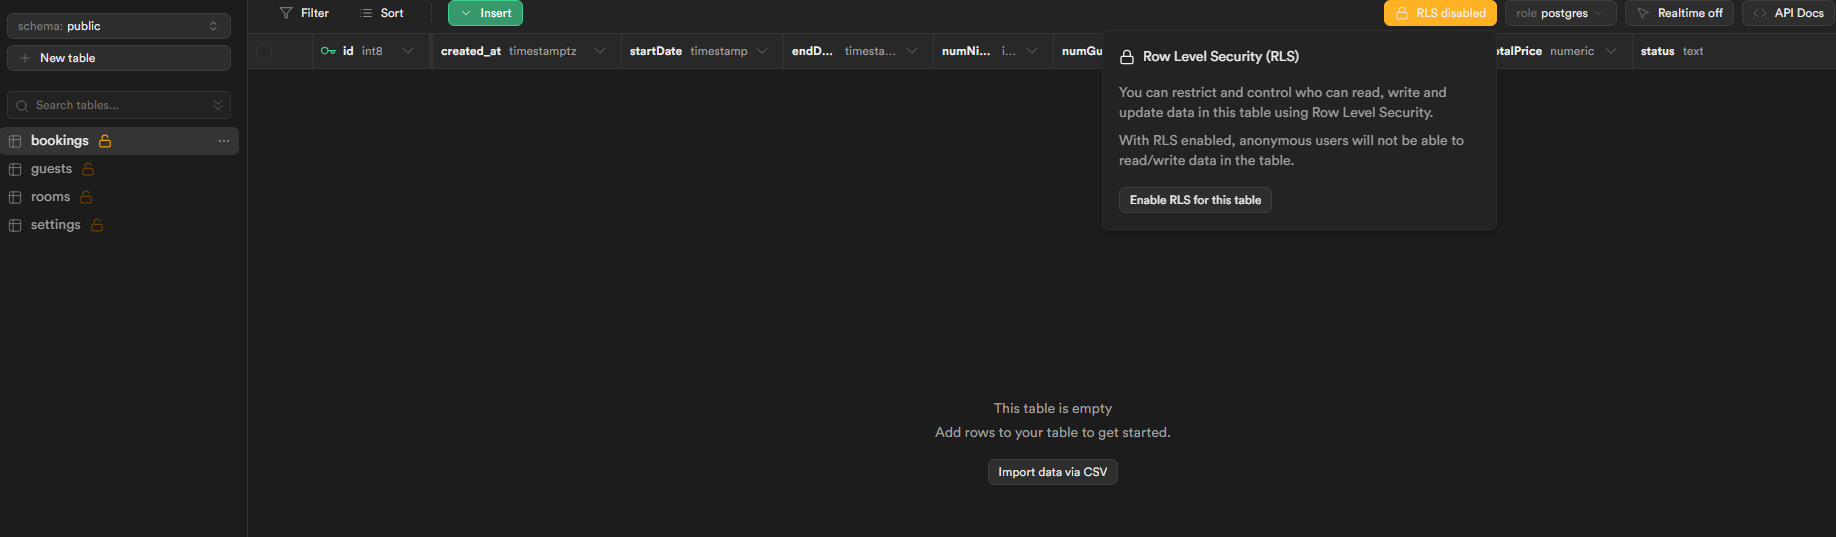 schema: public
New table
Search tables...
bookings
guests
rooms
settings
Filter Sort Insert RLS disabled role postgres Realtime off API Docs
id int8 created_at timestamptz startDate timestamp endD... timesta... numNi... i... numGu otalPrice numeric status text
Row Level Security (RLS)
You can restrict and control who can read, write and
update data in this table using Row Level Security.
With RLS enabled, anonymous users will not be able to
read/write data in the table.
Enable RLS for this table
This table is empty
Add rows to your table to get started.
Import data via CSV